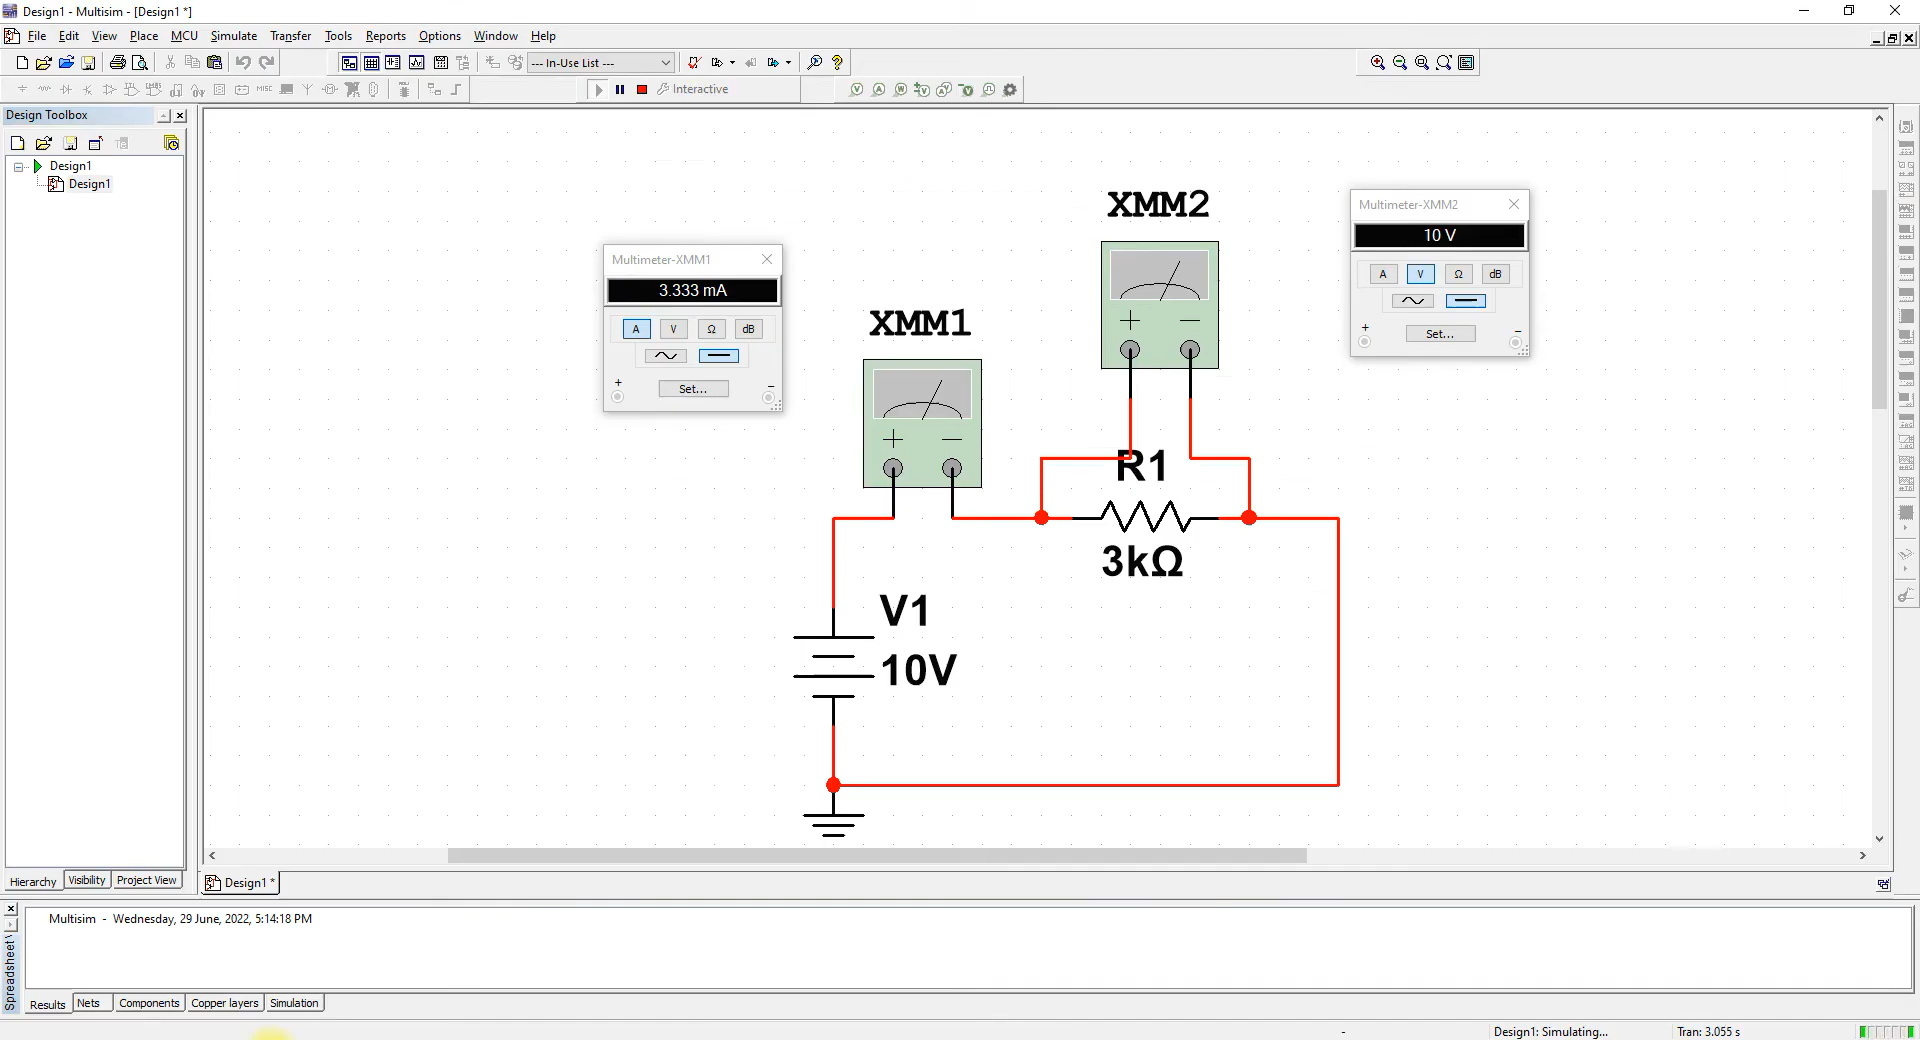 Design1 - Multisim - [Design1 *]
File Edit View Place MCU Simulate Transfer Tools Reports Options Window Help
--- In-Use List ---
Interactive
Design Toolbox
Design1
Design1
XMM2
Multimeter-XMM2
10 V
A V Ω dB
Set...
+ −
Multimeter-XMM1
3.333 mA
A V Ω dB
Set...
+ −
XMM1
+ −
+ −
R1
3kΩ
V1
10V
Hierarchy Visibility Project View
Design1 *
Multisim - Wednesday, 29 June, 2022, 5:14:18 PM
Spreadsheet
Results Nets Components Copper layers Simulation
- Design1: Simulating... Tran: 3.055 s